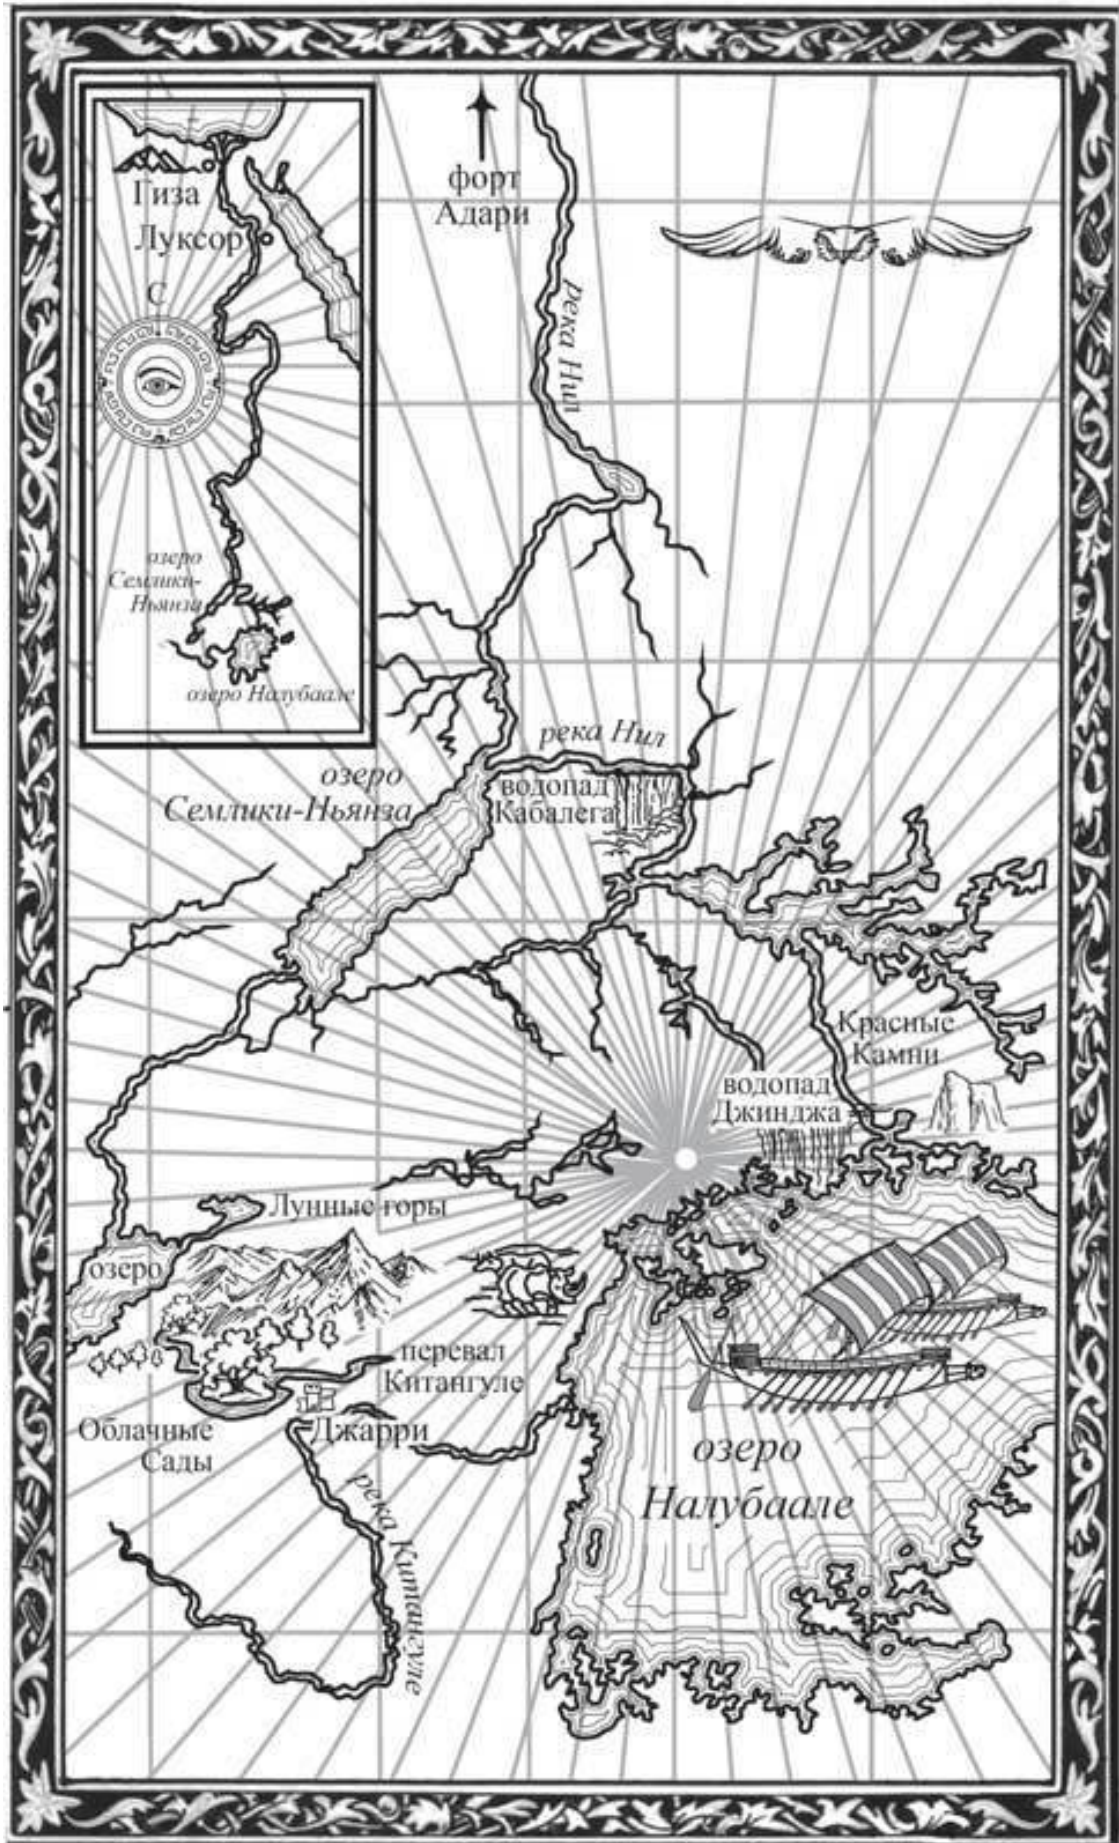 Гиза
Луксор
С
озеро
Семлики-
Ньянза
озеро Налубаале
форт
Адари
река Нил
река Нил
озеро
Семлики-Ньянза
водопад
Кабалега
Красные
Камни
водопад
Джинджа
Лунные горы
озеро
перевал
Китангуле
Облачные
Сады
Джарри
река Китангуле
озеро
Налубаале